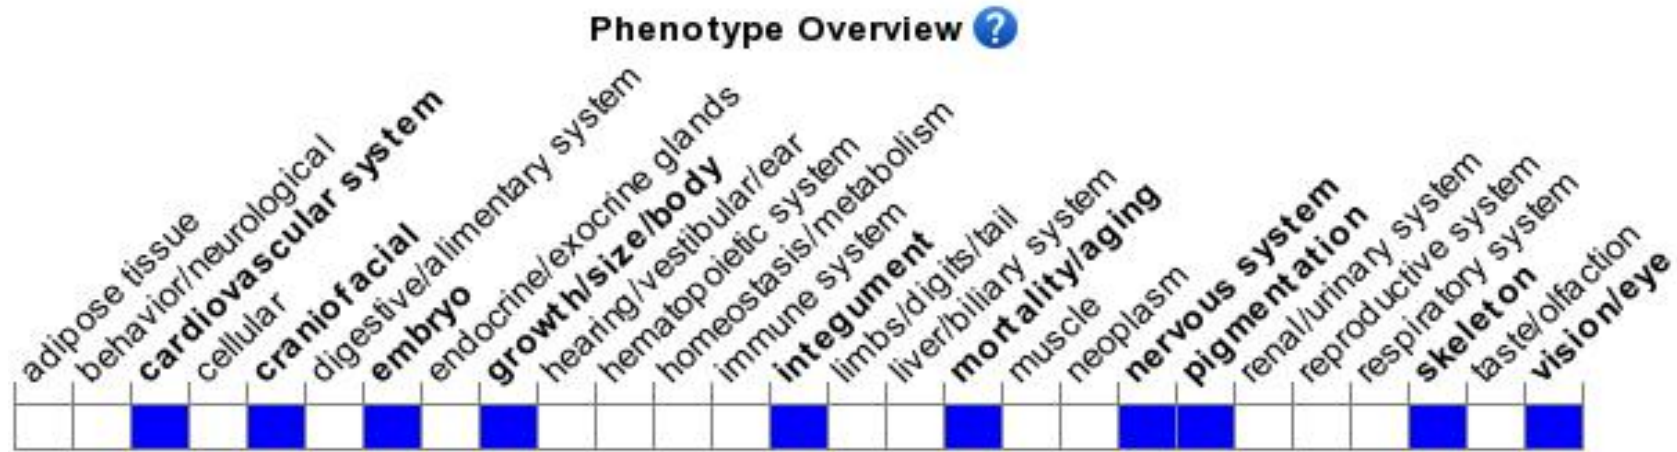 Phenotype Overview ?
adipose tissue
behavior/neurological
cardiovascular system
cellular
craniofacial
digestive/alimentary system
embryo
endocrine/exocrine glands
growth/size/body
hearing/vestibular/ear
hematopoietic system
homeostasis/metabolism
immune system
integument
limbs/digits/tail
liver/biliary system
mortality/aging
muscle
neoplasm
nervous system
pigmentation
renal/urinary system
reproductive system
respiratory system
skeleton
taste/olfaction
vision/eye